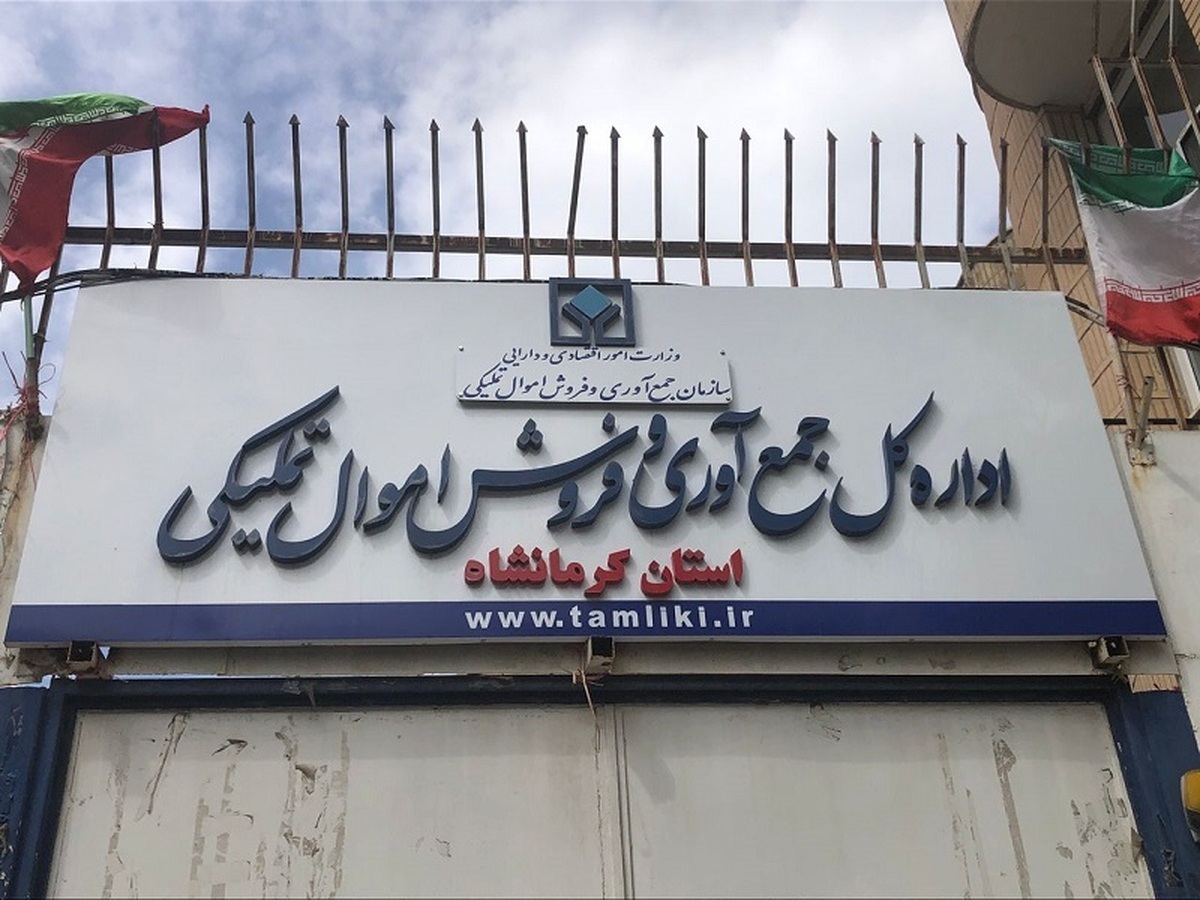 وزارت امور اقتصادی و دارایی
سازمان جمع‌آوری و فروش اموال تملیکی
اداره کل جمع آوری و فروش اموال تملیکی
استان کرمانشاه
www.tamliki.ir